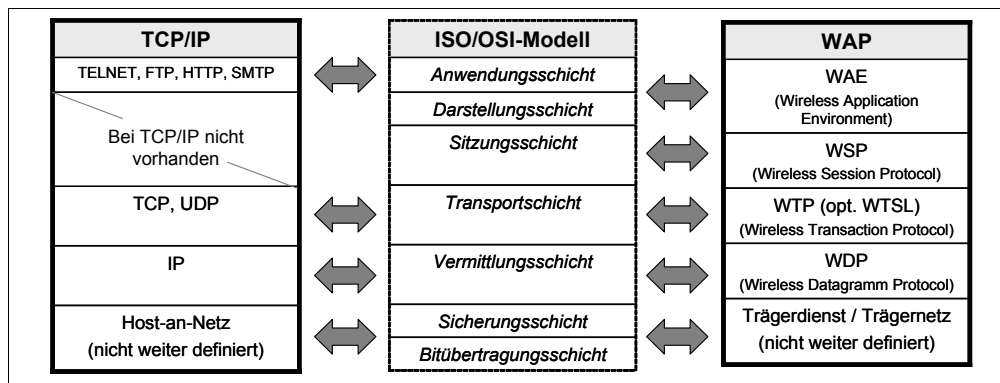 TCP/IP
TELNET, FTP, HTTP, SMTP
Bei TCP/IP nicht
vorhanden
TCP, UDP
IP
Host-an-Netz
(nicht weiter definiert)
ISO/OSI-Modell
Anwendungsschicht
Darstellungsschicht
Sitzungsschicht
Transportschicht
Vermittlungsschicht
Sicherungsschicht
Bitübertragungsschicht
WAP
WAE
(Wireless Application
Environment)
WSP
(Wireless Session Protocol)
WTP (opt. WTSL)
(Wireless Transaction Protocol)
WDP
(Wireless Datagramm Protocol)
Trägerdienst / Trägernetz
(nicht weiter definiert)